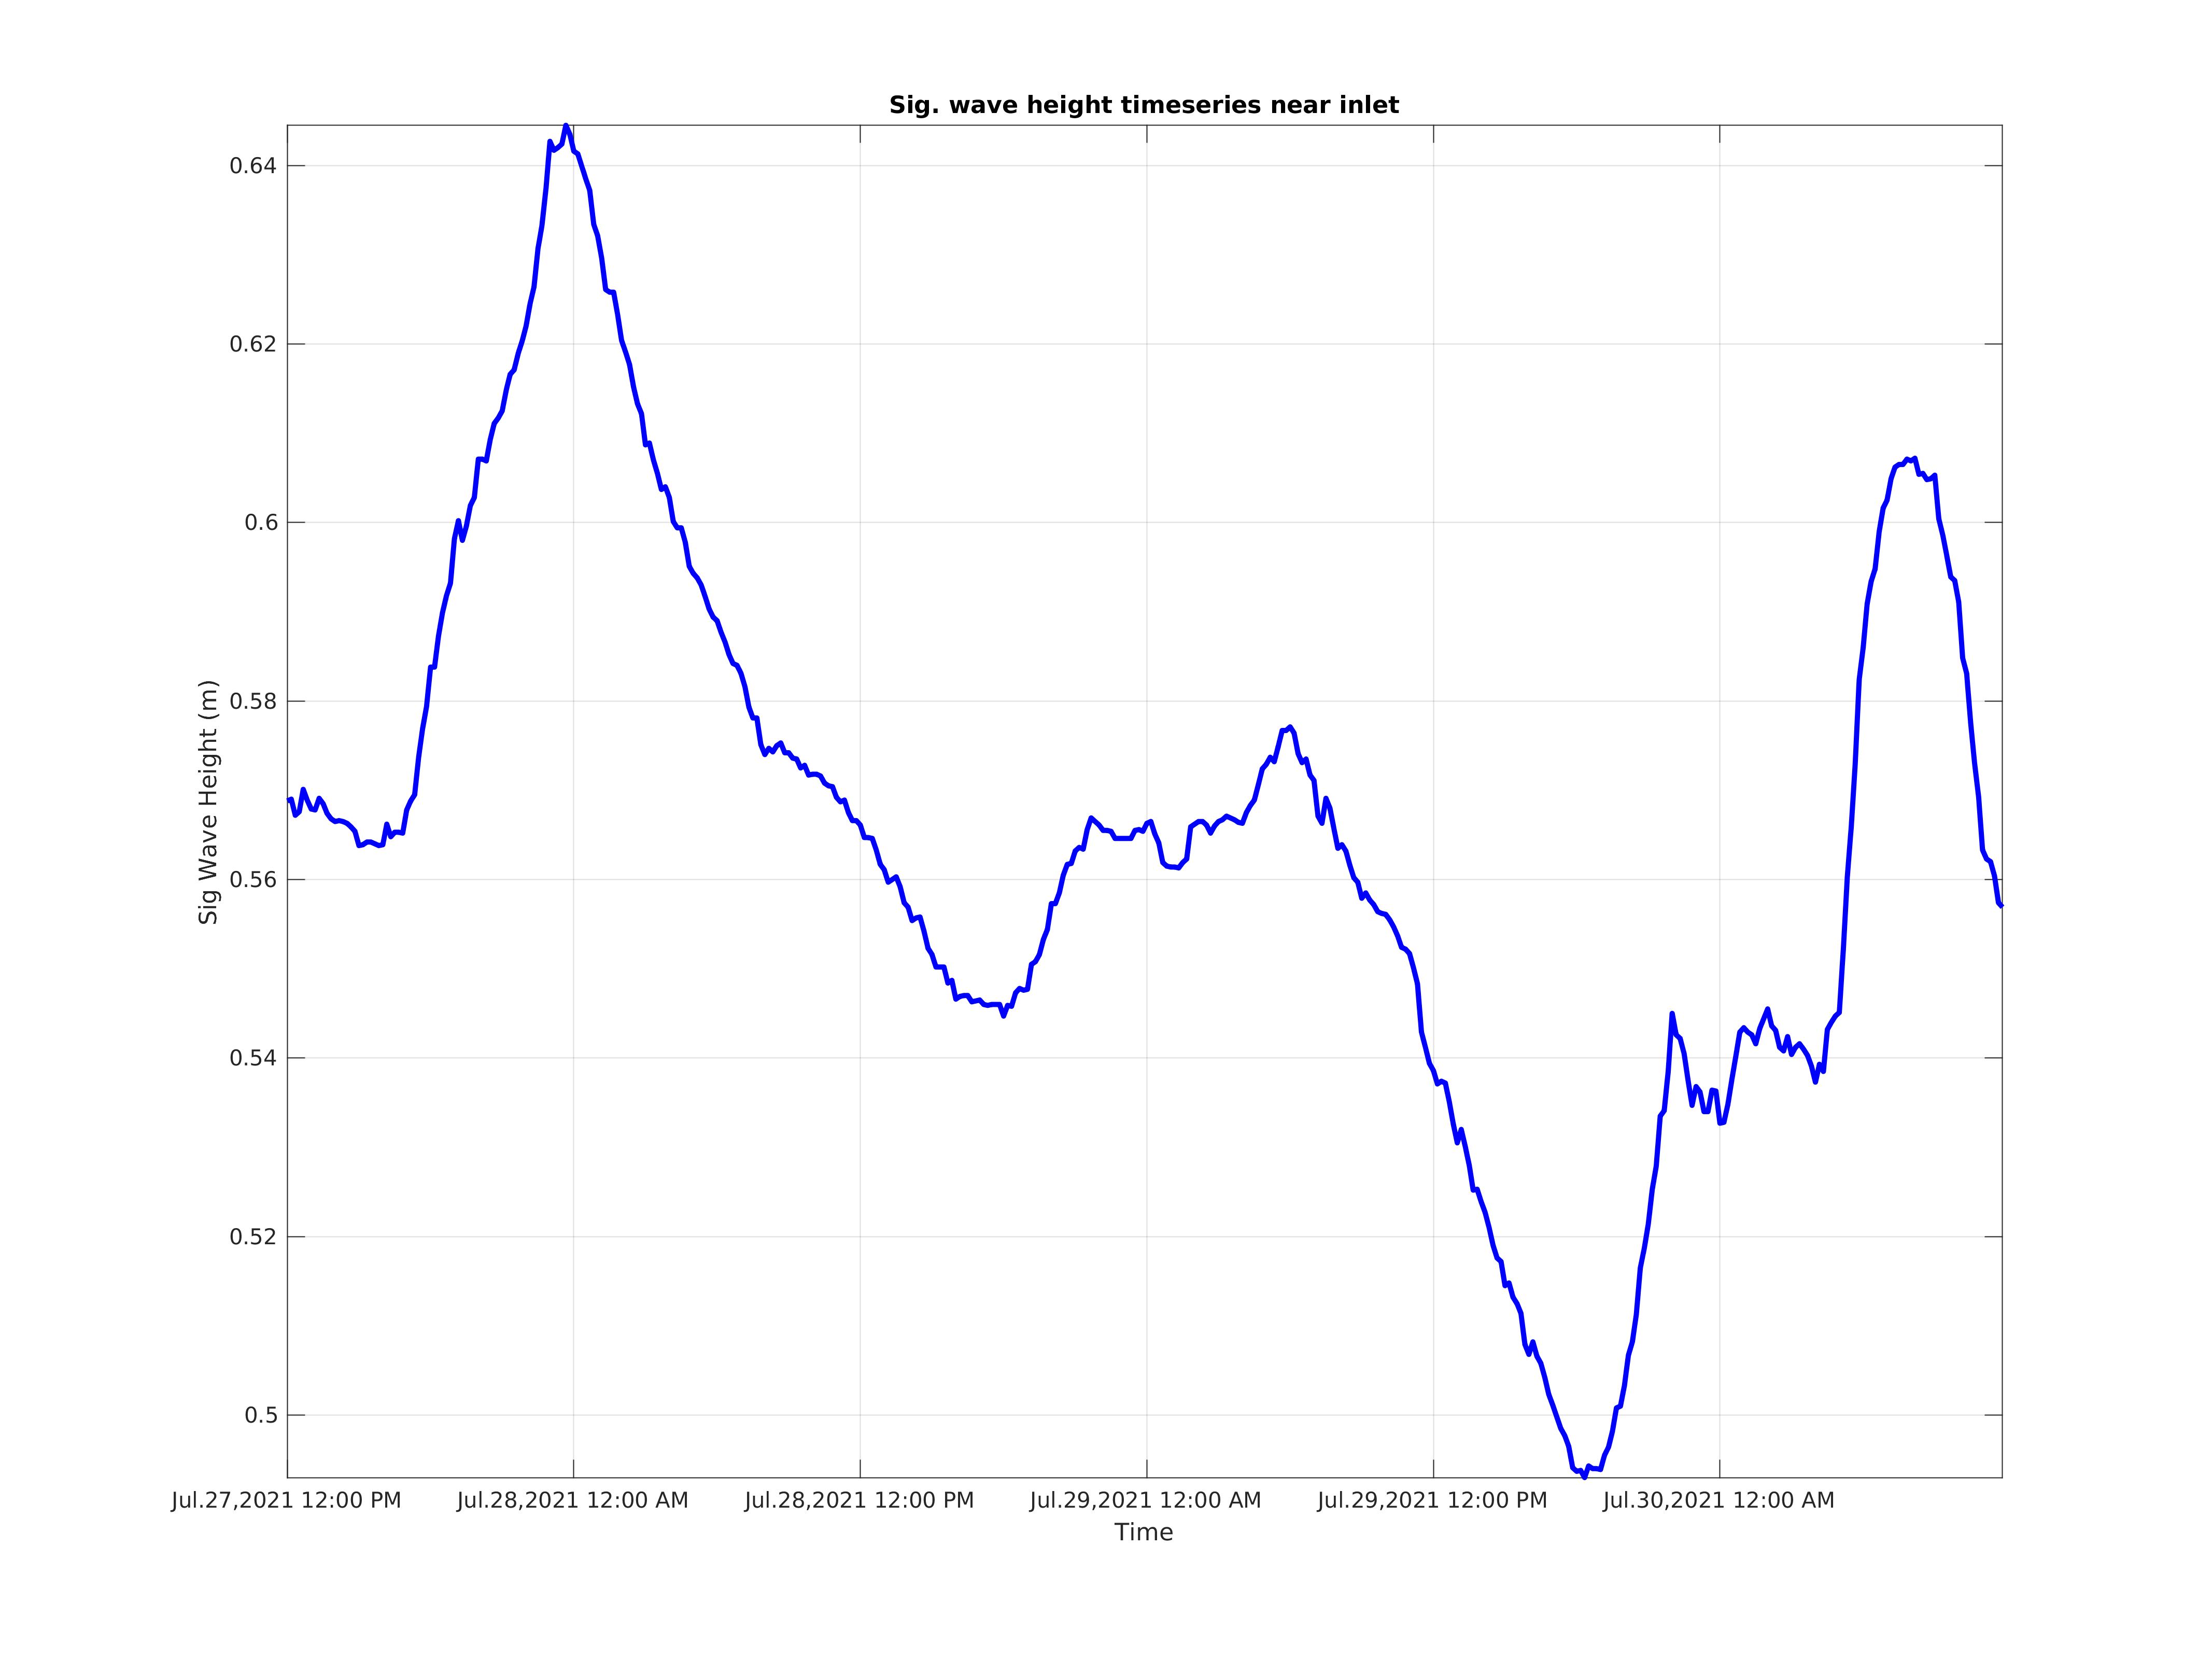 Sig. wave height timeseries near inlet
0.64
0.62
0.6
0.58
0.56
0.54
0.52
0.5
Sig Wave Height (m)
Jul.27,2021 12:00 PM Jul.28,2021 12:00 AM Jul.28,2021 12:00 PM Jul.29,2021 12:00 AM Jul.29,2021 12:00 PM Jul.30,2021 12:00 AM
Time